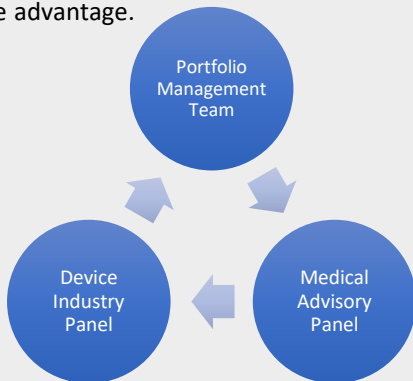 e advantage.
Portfolio
Management
Team
Device
Industry
Panel
Medical
Advisory
Panel